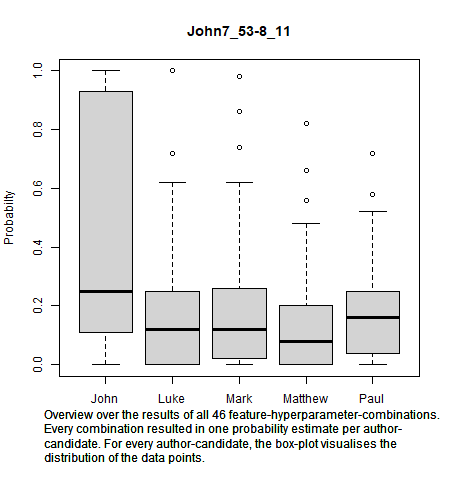 John7_53-8_11
Probabilty
1.0
0.8
0.6
0.4
0.2
0.0
John Luke Mark Matthew Paul
Overview over the results of all 46 feature-hyperparameter-combinations.
Every combination resulted in one probability estimate per author-
candidate. For every author-candidate, the box-plot visualises the
distribution of the data points.